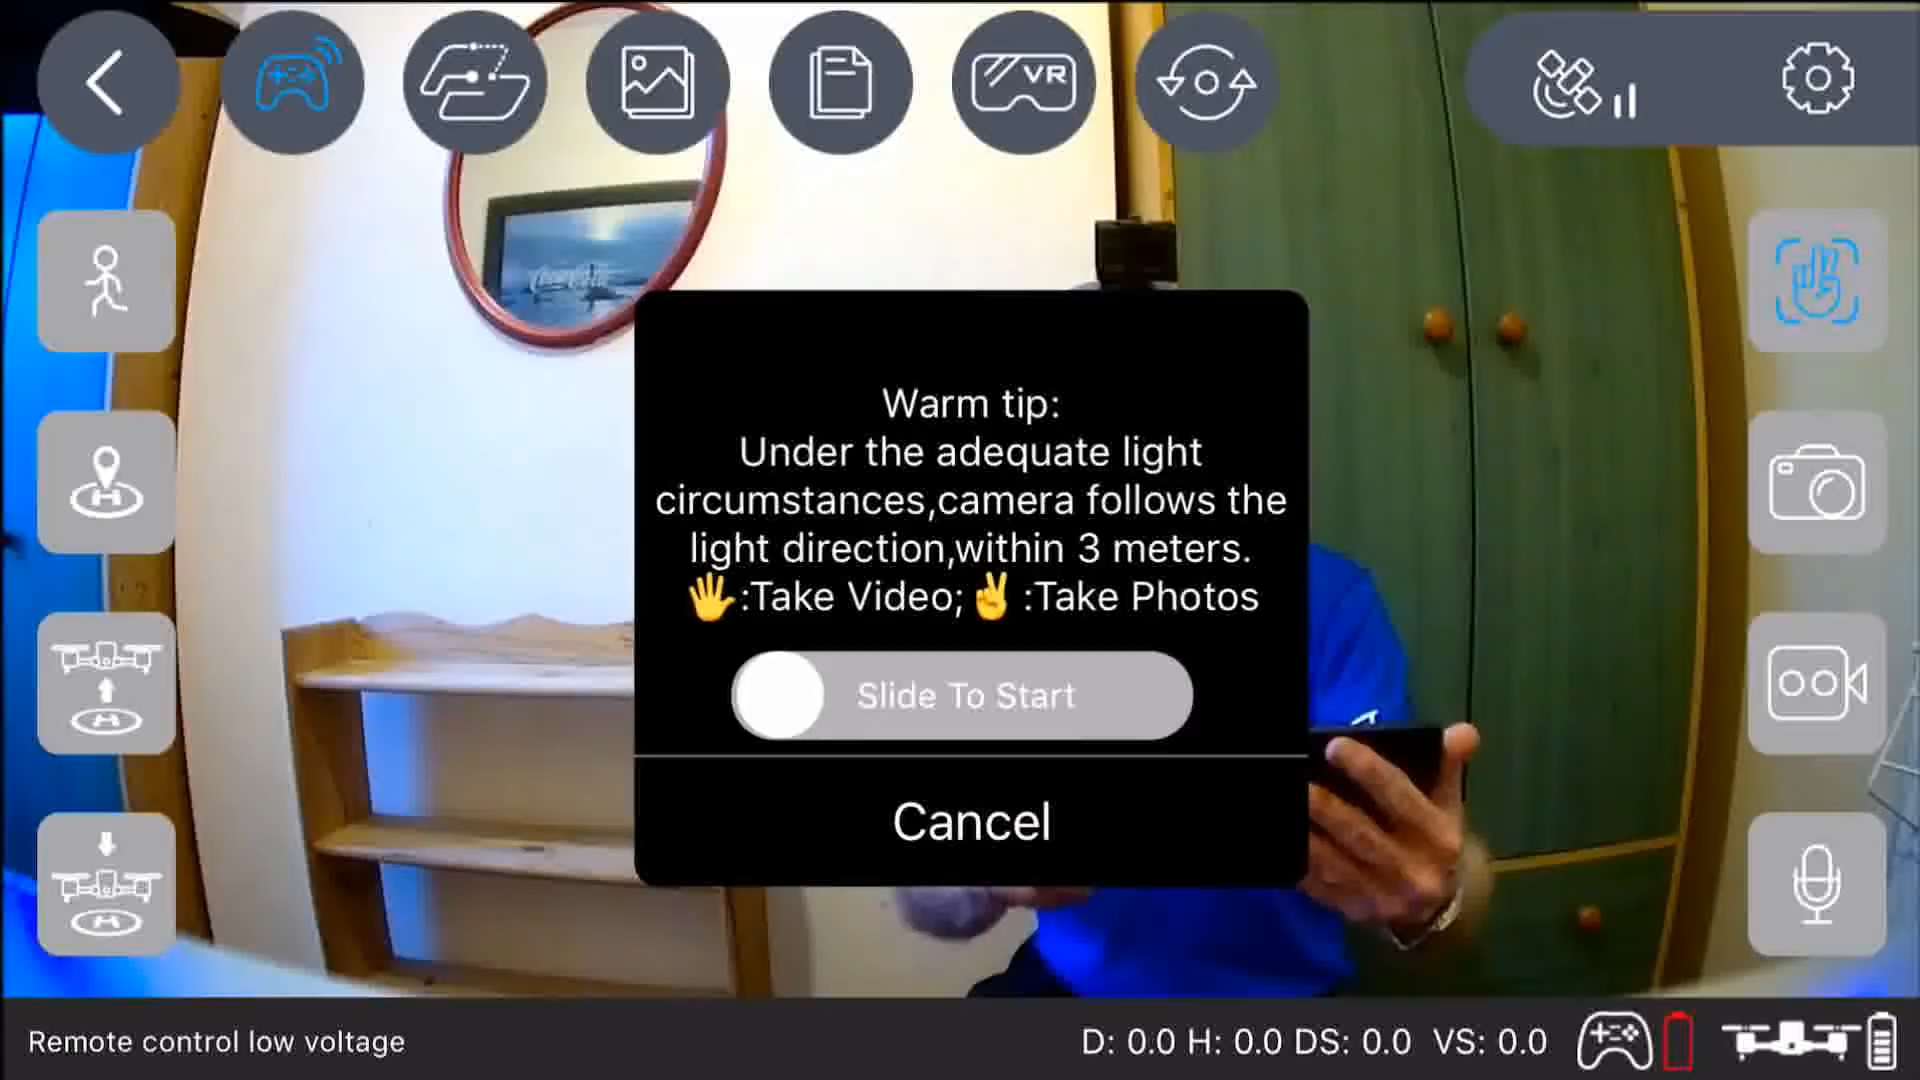 VR
Warm tip:
Under the adequate light
circumstances,camera follows the
light direction,within 3 meters.
🖐:Take Video;✌ :Take Photos
Slide To Start
Cancel
Remote control low voltage
D: 0.0 H: 0.0 DS: 0.0 VS: 0.0